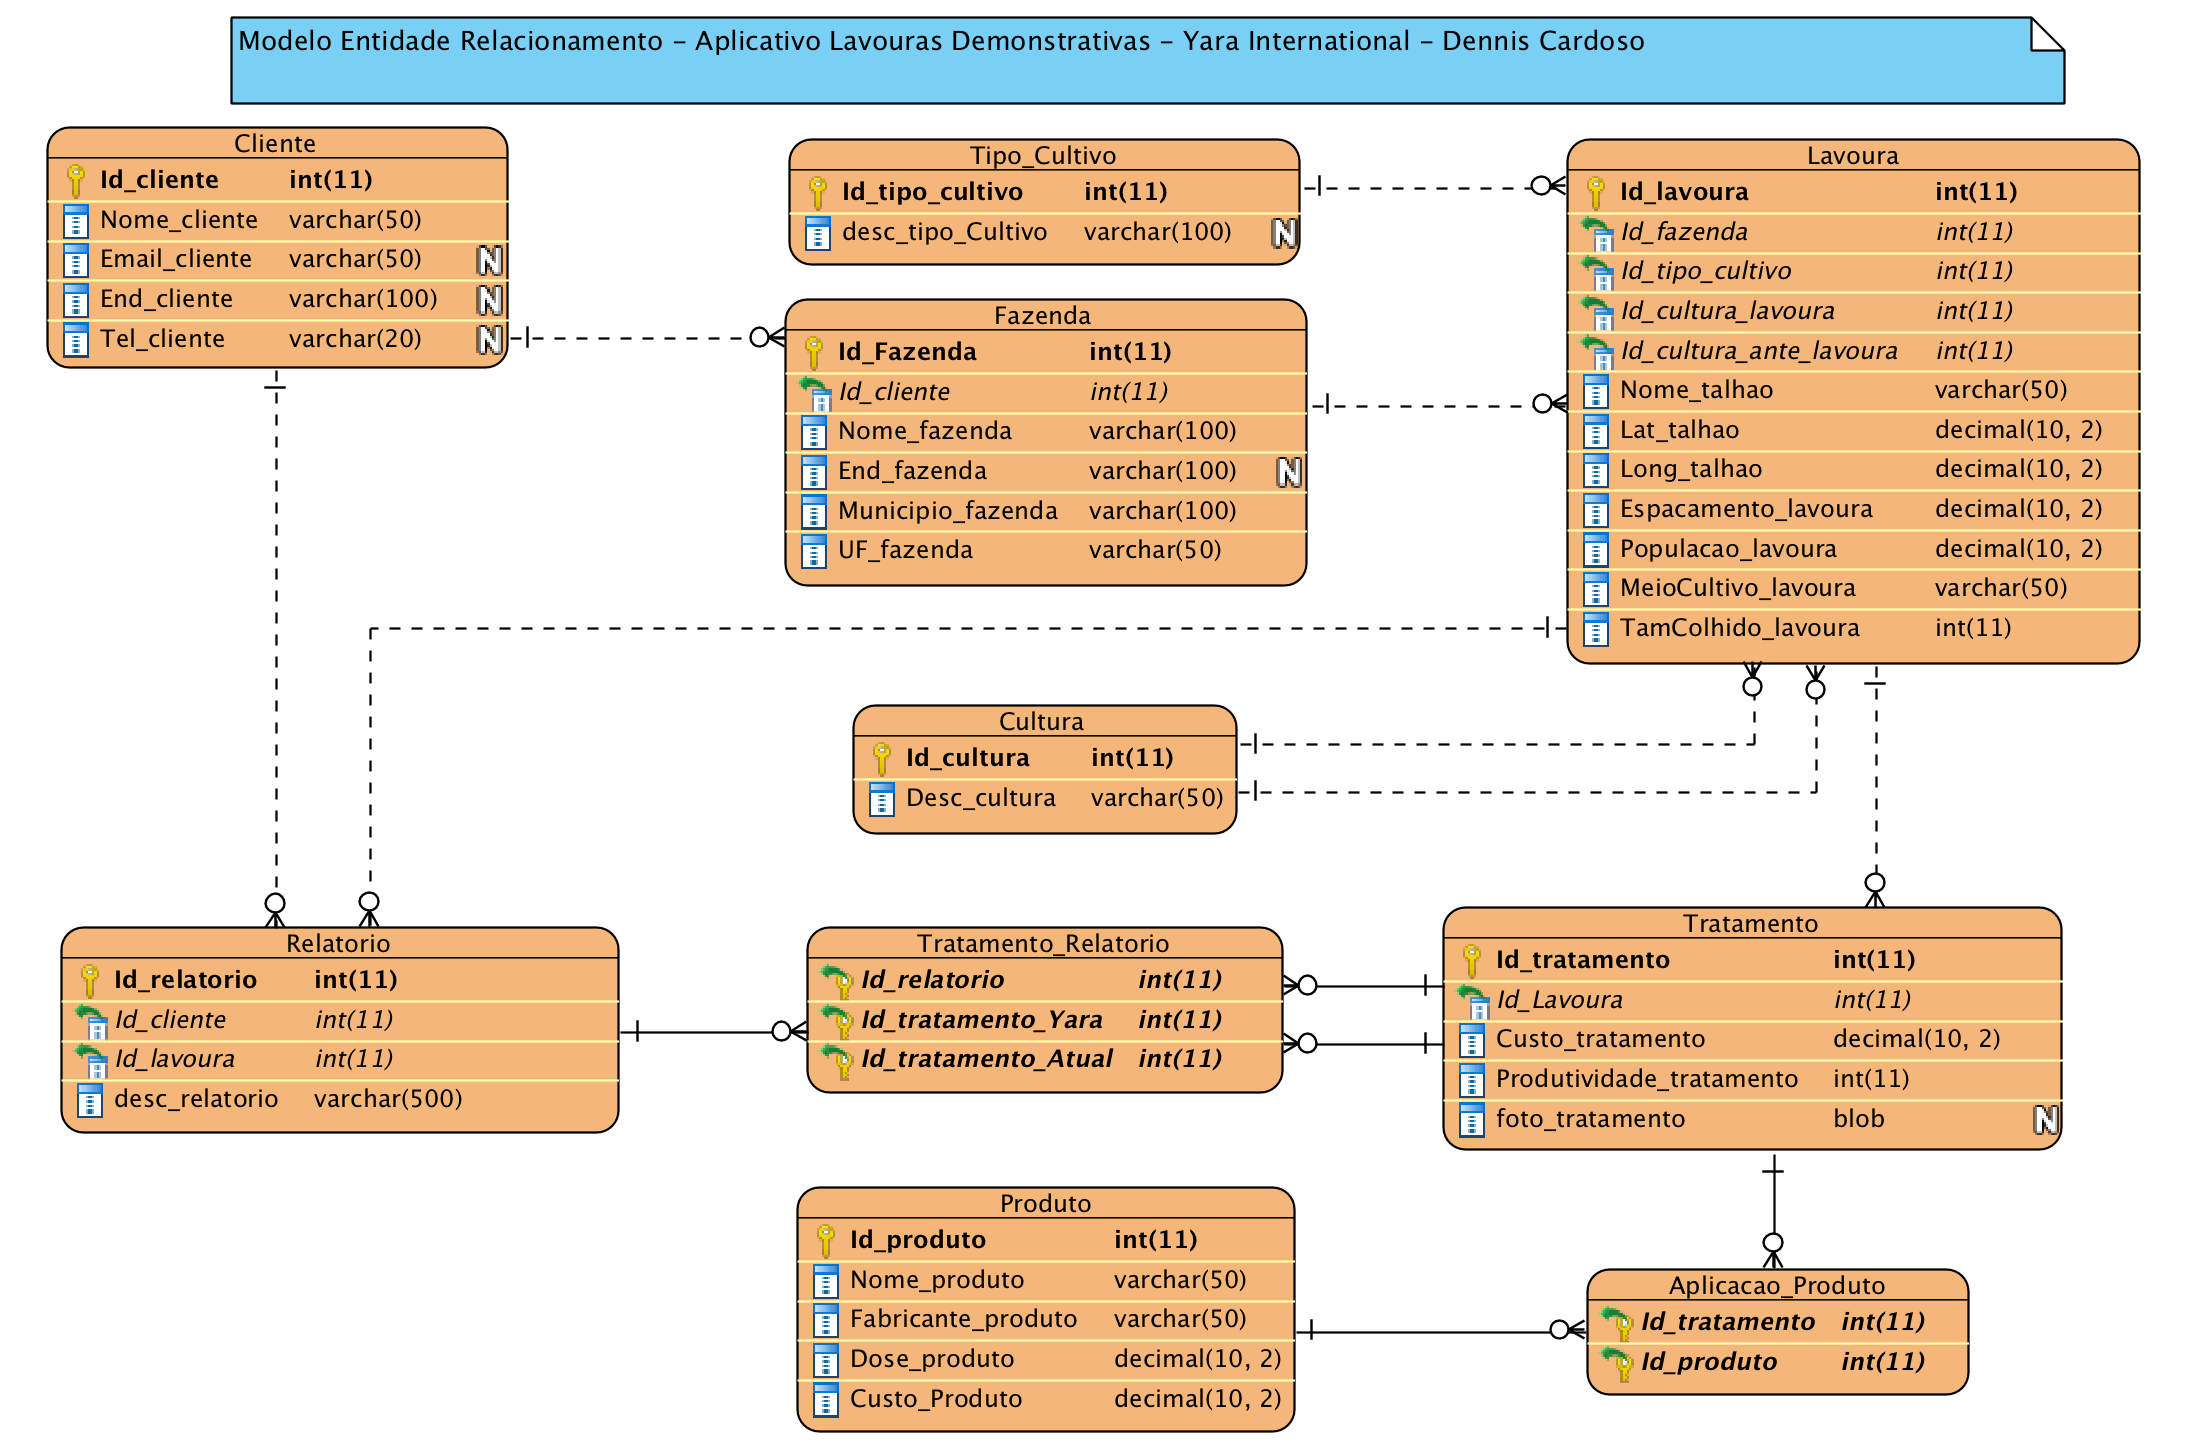 Modelo Entidade Relacionamento - Aplicativo Lavouras Demonstrativas - Yara International - Dennis Cardoso
Cliente
Id_cliente int(11)
Nome_cliente varchar(50)
Email_cliente varchar(50) N
End_cliente varchar(100) N
Tel_cliente varchar(20) N
Tipo_Cultivo
Id_tipo_cultivo int(11)
desc_tipo_Cultivo varchar(100) N
Fazenda
Id_Fazenda int(11)
Id_cliente int(11)
Nome_fazenda varchar(100)
End_fazenda varchar(100) N
Municipio_fazenda varchar(100)
UF_fazenda varchar(50)
Lavoura
Id_lavoura int(11)
Id_fazenda int(11)
Id_tipo_cultivo int(11)
Id_cultura_lavoura int(11)
Id_cultura_ante_lavoura int(11)
Nome_talhao varchar(50)
Lat_talhao decimal(10, 2)
Long_talhao decimal(10, 2)
Espacamento_lavoura decimal(10, 2)
Populacao_lavoura decimal(10, 2)
MeioCultivo_lavoura varchar(50)
TamColhido_lavoura int(11)
Cultura
Id_cultura int(11)
Desc_cultura varchar(50)
Relatorio
Id_relatorio int(11)
Id_cliente int(11)
Id_lavoura int(11)
desc_relatorio varchar(500)
Tratamento_Relatorio
Id_relatorio int(11)
Id_tratamento_Yara int(11)
Id_tratamento_Atual int(11)
Tratamento
Id_tratamento int(11)
Id_Lavoura int(11)
Custo_tratamento decimal(10, 2)
Produtividade_tratamento int(11)
foto_tratamento blob N
Produto
Id_produto int(11)
Nome_produto varchar(50)
Fabricante_produto varchar(50)
Dose_produto decimal(10, 2)
Custo_Produto decimal(10, 2)
Aplicacao_Produto
Id_tratamento int(11)
Id_produto int(11)